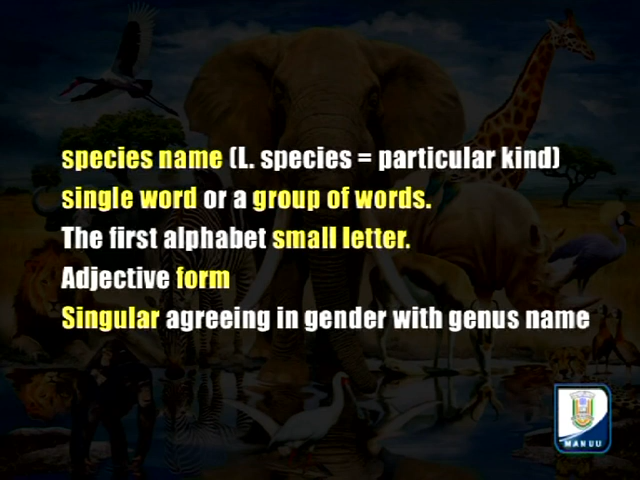 species name (L. species = particular kind)
single word or a group of words.
The first alphabet small letter.
Adjective form
Singular agreeing in gender with genus name
MANUU